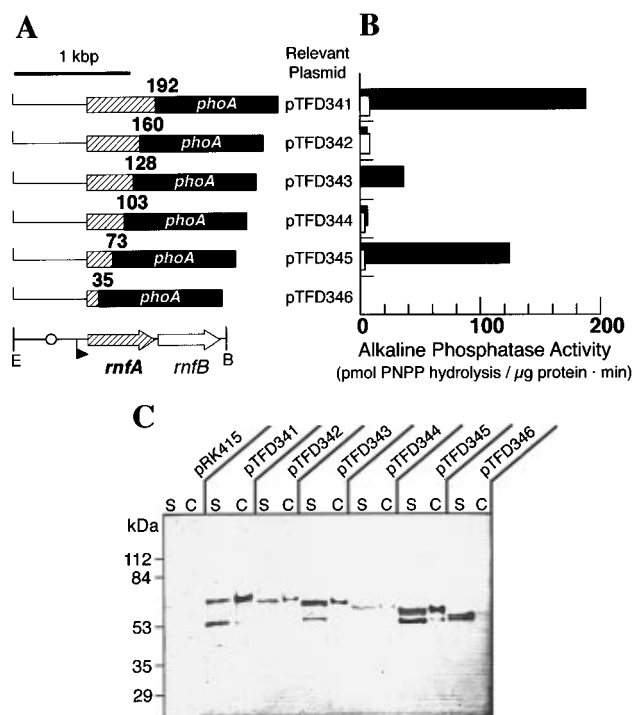 A
1 kbp
192
phoA
160
phoA
128
phoA
103
phoA
73
phoA
35
phoA
E
B
rnfA
rnfB
Relevant
Plasmid
pTFD341
pTFD342
pTFD343
pTFD344
pTFD345
pTFD346
B
0
100
200
Alkaline Phosphatase Activity
(pmol PNPP hydrolysis / µg protein · min)
C
pRK415
pTFD341
pTFD342
pTFD343
pTFD344
pTFD345
pTFD346
S C S C S C S C S C S C S C
kDa
112
84
53
35
29